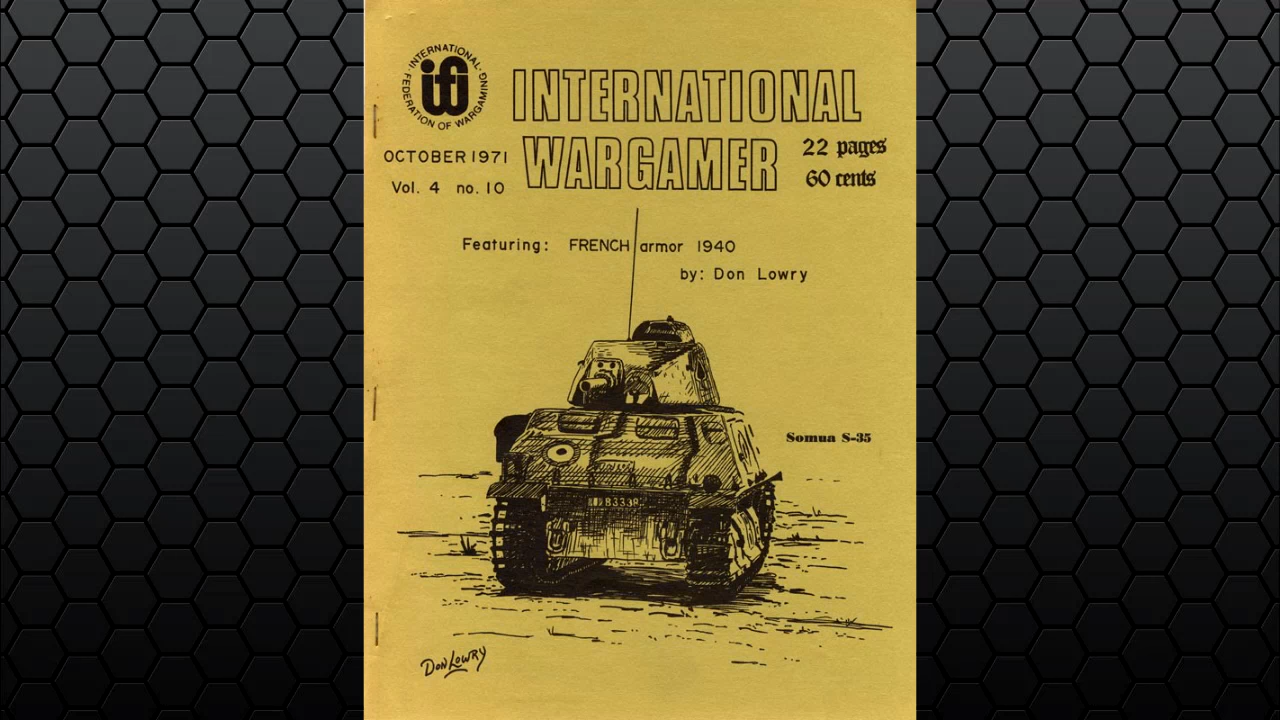 INTERNATIONAL FEDERATION OF WARGAMING
ifw
INTERNATIONAL
WARGAMER
OCTOBER 1971
Vol. 4 no. 10
22 pages
60 cents
Featuring: FRENCH armor 1940
by: Don Lowry
Somua S-35
DON LOWRY